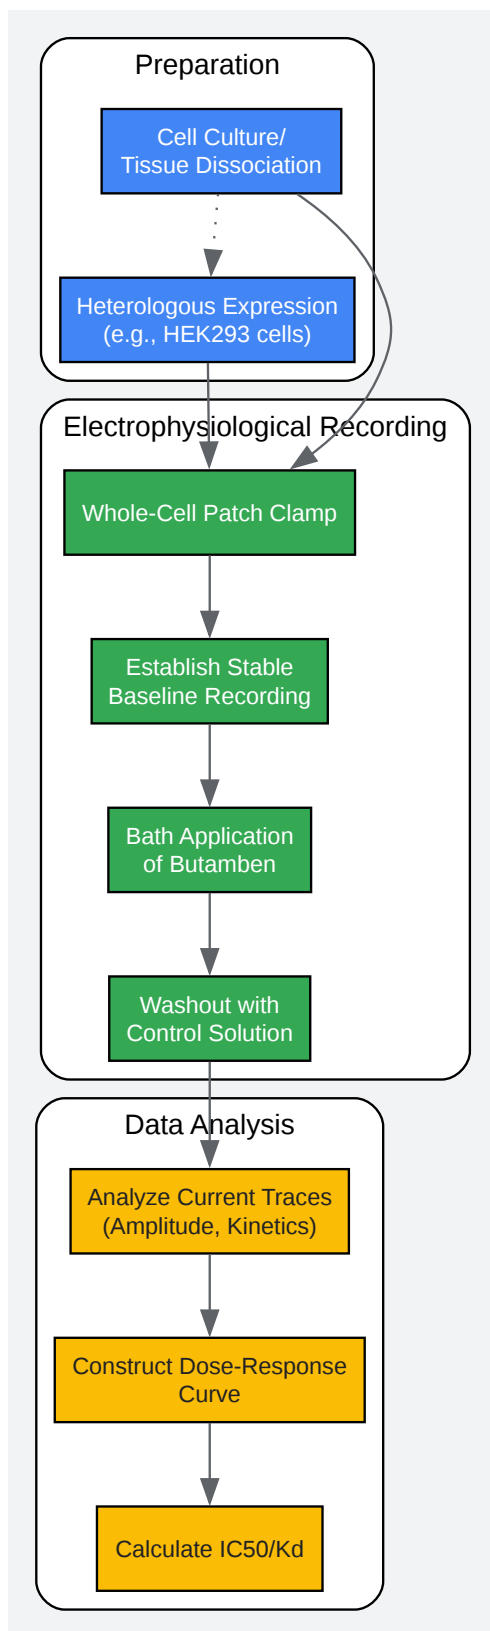 Preparation
Cell Culture/
Tissue Dissociation
Heterologous Expression
(e.g., HEK293 cells)
Electrophysiological Recording
Whole-Cell Patch Clamp
Establish Stable
Baseline Recording
Bath Application
of Butamben
Washout with
Control Solution
Data Analysis
Analyze Current Traces
(Amplitude, Kinetics)
Construct Dose-Response
Curve
Calculate IC50/Kd